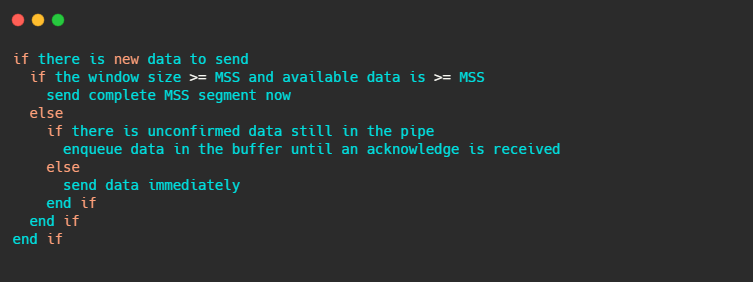 if there is new data to send
if the window size >= MSS and available data is >= MSS
send complete MSS segment now
else
if there is unconfirmed data still in the pipe
enqueue data in the buffer until an acknowledge is received
else
send data immediately
end if
end if
end if